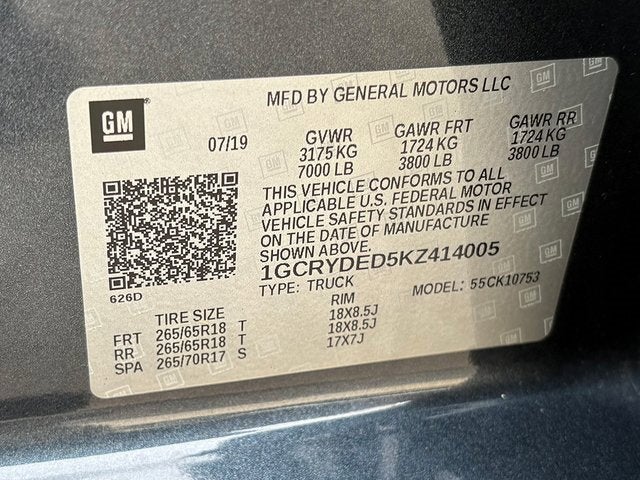 MFD BY GENERAL MOTORS LLC
GM
07/19 GVWR GAWR FRT GAWR RR
3175 KG 1724 KG 1724 KG
7000 LB 3800 LB 3800 LB
THIS VEHICLE CONFORMS TO ALL
APPLICABLE U.S. FEDERAL MOTOR
VEHICLE SAFETY STANDARDS IN EFFECT
ON THE DATE OF MANUFACTURE
SHOWN ABOVE.
1GCRYDED5KZ414005
626D
TYPE: TRUCK MODEL: 55CK10753
TIRE SIZE RIM
FRT 265/65R18 T 18X8.5J
RR 265/65R18 T 18X8.5J
SPA 265/70R17 S 17X7J